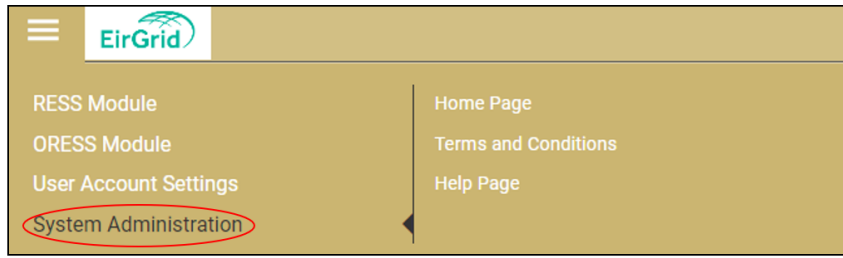 EirGrid
RESS Module
ORESS Module
User Account Settings
System Administration
Home Page
Terms and Conditions
Help Page